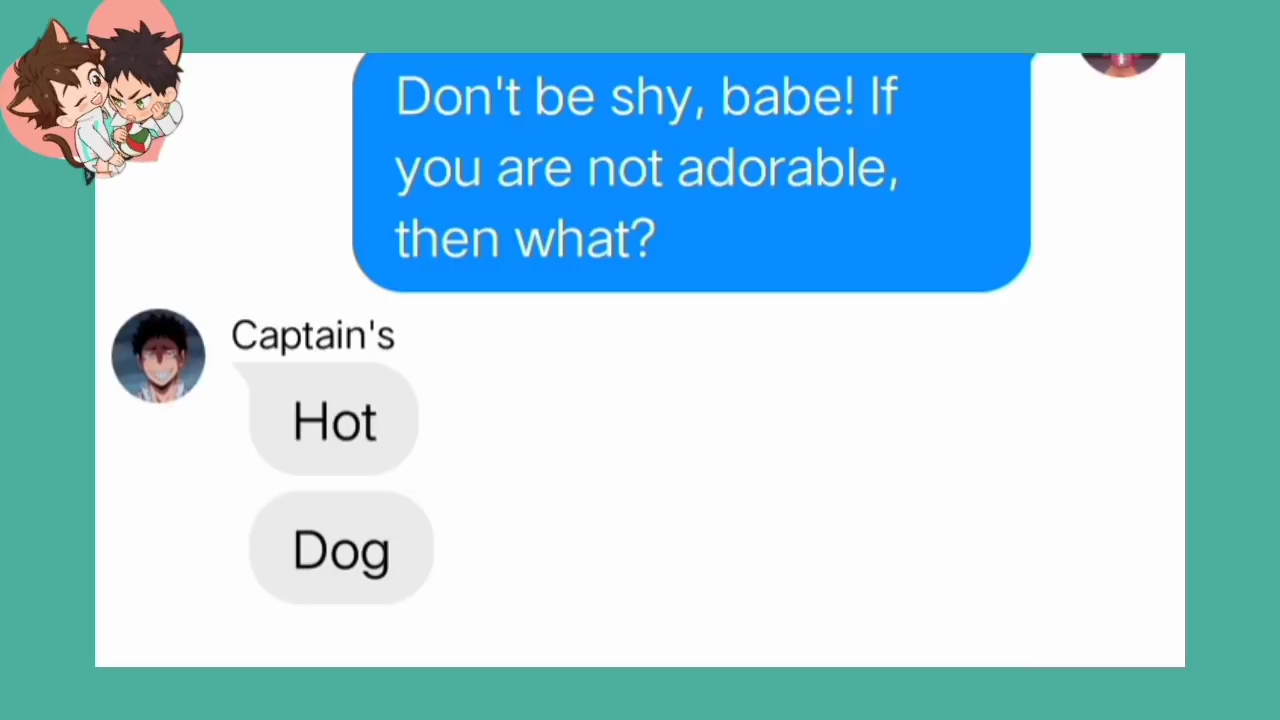 Don't be shy, babe! If
you are not adorable,
then what?
Captain's
Hot
Dog